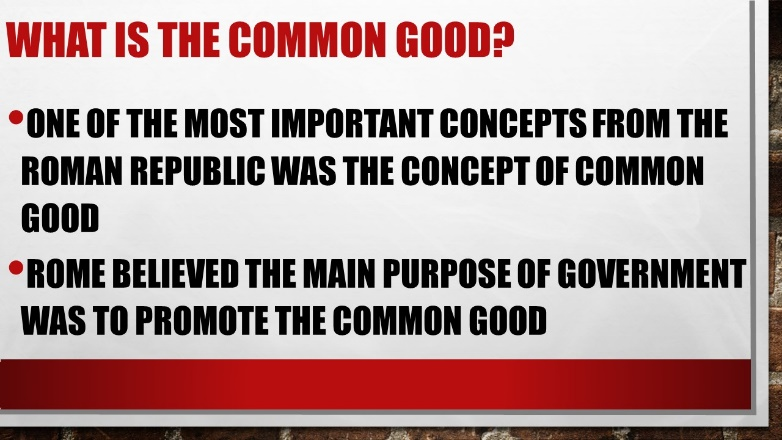 WHAT IS THE COMMON GOOD?
•ONE OF THE MOST IMPORTANT CONCEPTS FROM THE
ROMAN REPUBLIC WAS THE CONCEPT OF COMMON
GOOD
•ROME BELIEVED THE MAIN PURPOSE OF GOVERNMENT
WAS TO PROMOTE THE COMMON GOOD